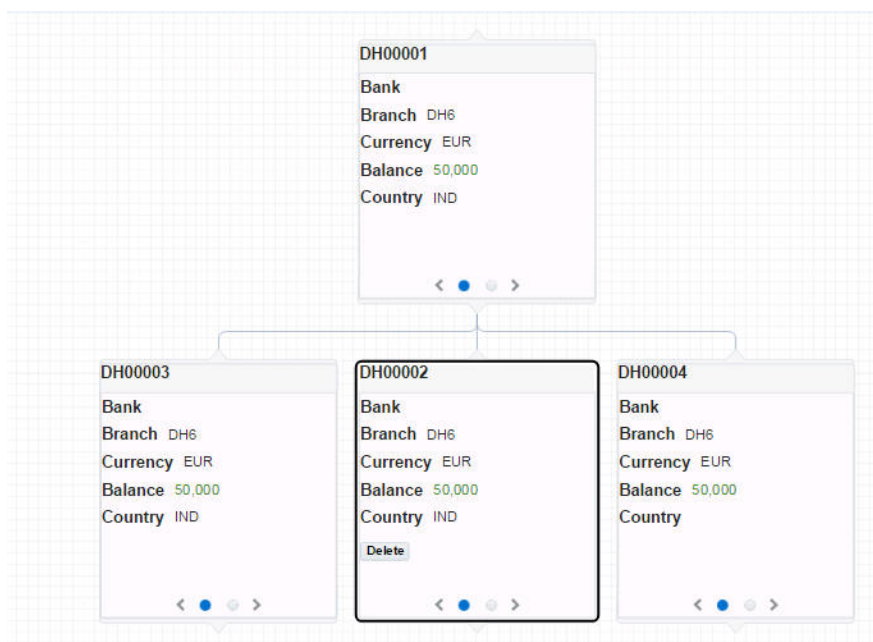 DH00001
Bank
Branch DH6
Currency EUR
Balance 50,000
Country IND
DH00003
Bank
Branch DH6
Currency EUR
Balance 50,000
Country IND
DH00002
Bank
Branch DH6
Currency EUR
Balance 50,000
Country IND
Delete
DH00004
Bank
Branch DH6
Currency EUR
Balance 50,000
Country